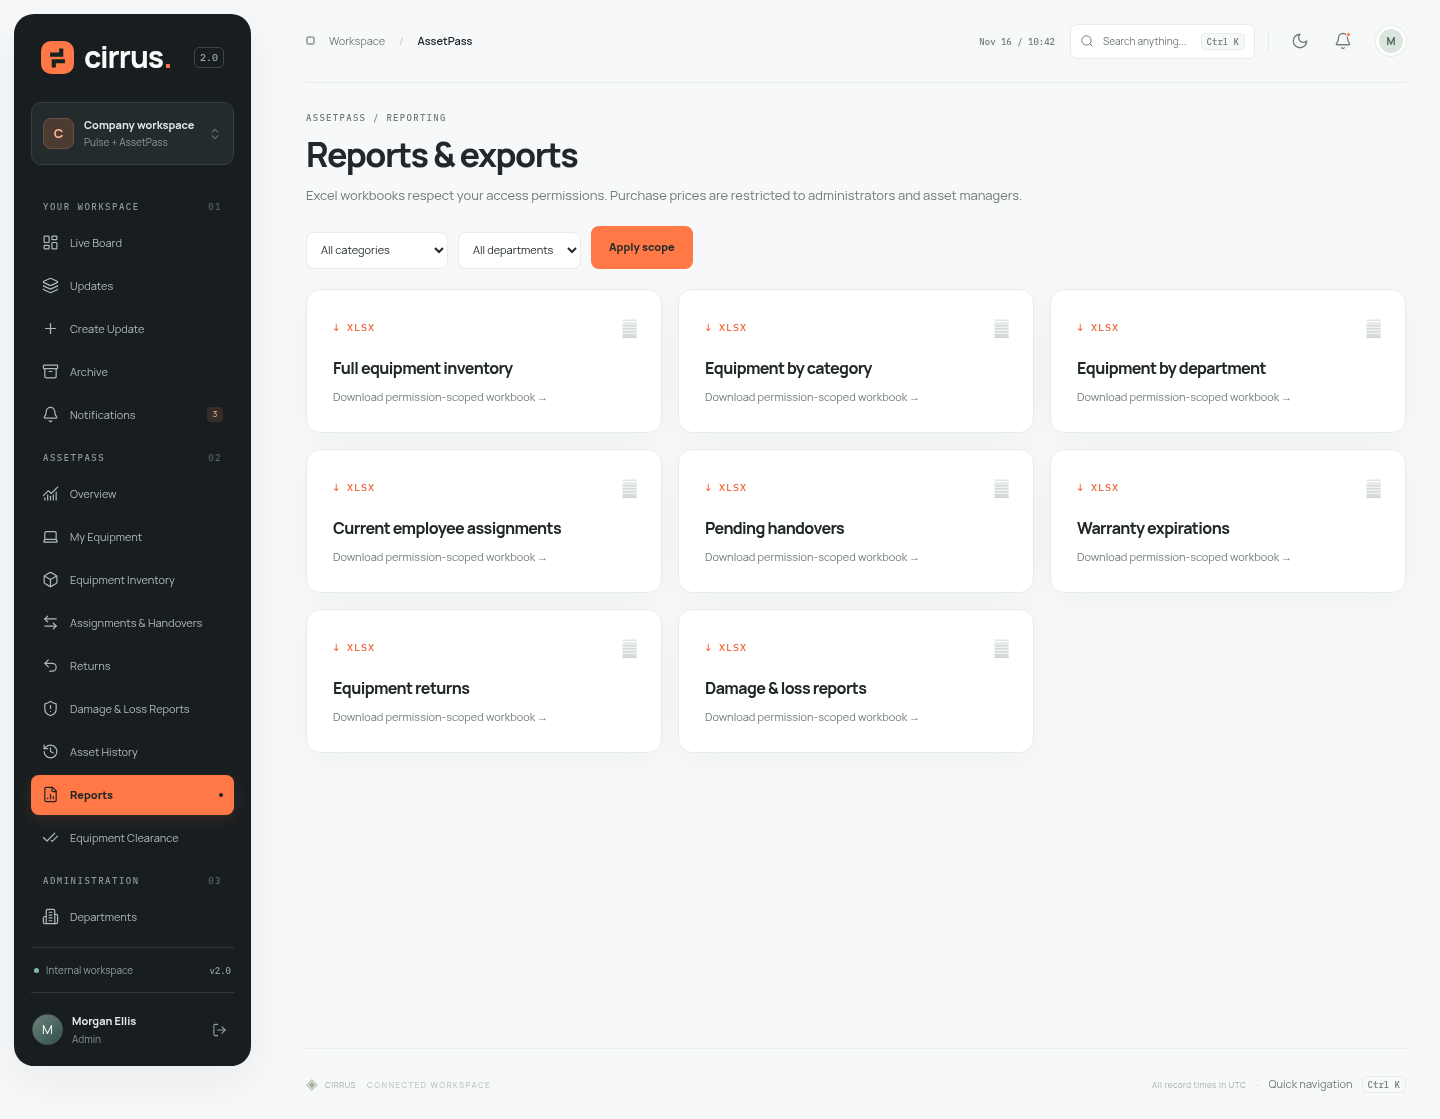 cirrus.
2.0
C
Company workspace
Pulse + AssetPass
YOUR WORKSPACE 01
Live Board
Updates
Create Update
Archive
Notifications 3
ASSETPASS 02
Overview
My Equipment
Equipment Inventory
Assignments & Handovers
Returns
Damage & Loss Reports
Asset History
Reports
Equipment Clearance
ADMINISTRATION 03
Departments
Internal workspace v2.0
M
Morgan Ellis
Admin
Workspace / AssetPass
Nov 16 / 10:42
Search anything... Ctrl K
M
ASSETPASS / REPORTING
Reports & exports
Excel workbooks respect your access permissions. Purchase prices are restricted to administrators and asset managers.
All categories
All departments
Apply scope
↓ XLSX
Full equipment inventory
Download permission-scoped workbook →
↓ XLSX
Equipment by category
Download permission-scoped workbook →
↓ XLSX
Equipment by department
Download permission-scoped workbook →
↓ XLSX
Current employee assignments
Download permission-scoped workbook →
↓ XLSX
Pending handovers
Download permission-scoped workbook →
↓ XLSX
Warranty expirations
Download permission-scoped workbook →
↓ XLSX
Equipment returns
Download permission-scoped workbook →
↓ XLSX
Damage & loss reports
Download permission-scoped workbook →
CIRRUS CONNECTED WORKSPACE
All record times in UTC · Quick navigation Ctrl K